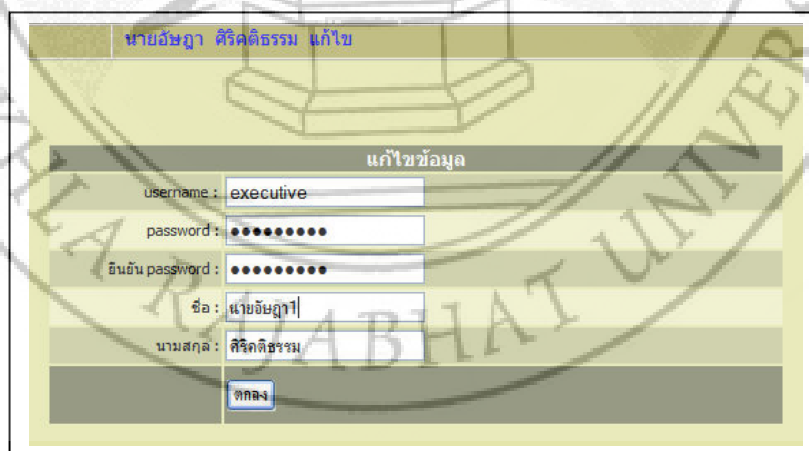 นายอัษฎา ศิริคติธรรม แก้ไข
แก้ไขข้อมูล
username : executive
password : ●●●●●●●●●
ยืนยัน password : ●●●●●●●●●
ชื่อ : นายอัษฎา1
นามสกุล : ศิริคติธรรม
ตกลง
RAJABHAT UNIVER